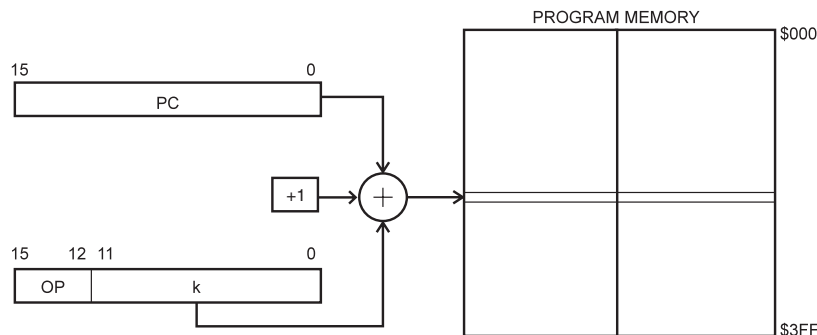 PROGRAM MEMORY
$000
15 0
PC
+1
15 12 11 0
OP k
$3FF